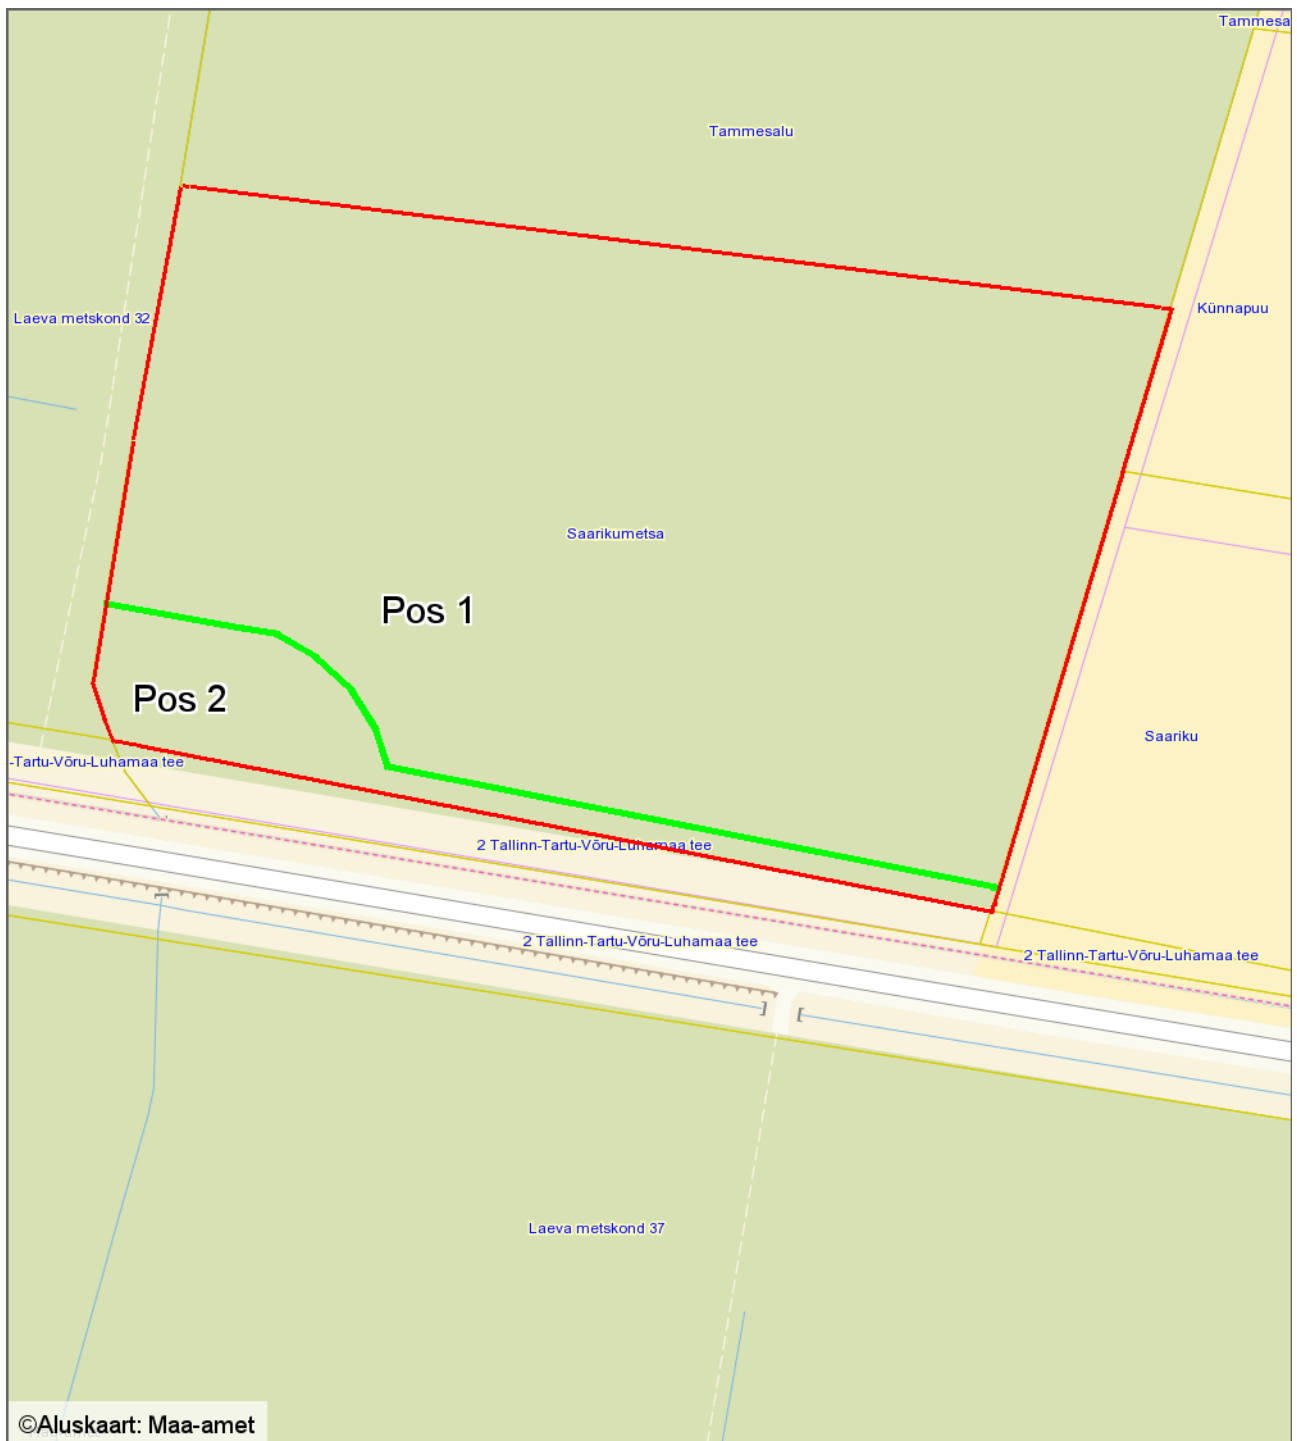 Tammesa
Tammesalu
Künnapuu
Laeva metskond 32
Saarikumetsa
Pos 1
Pos 2
Saariku
-Tartu-Võru-Luhamaa tee
2 Tallinn-Tartu-Võru-Luhamaa tee
2 Tallinn-Tartu-Võru-Luhamaa tee
2 Tallinn-Tartu-Võru-Luhamaa tee
Laeva metskond 37
©Aluskaart: Maa-amet